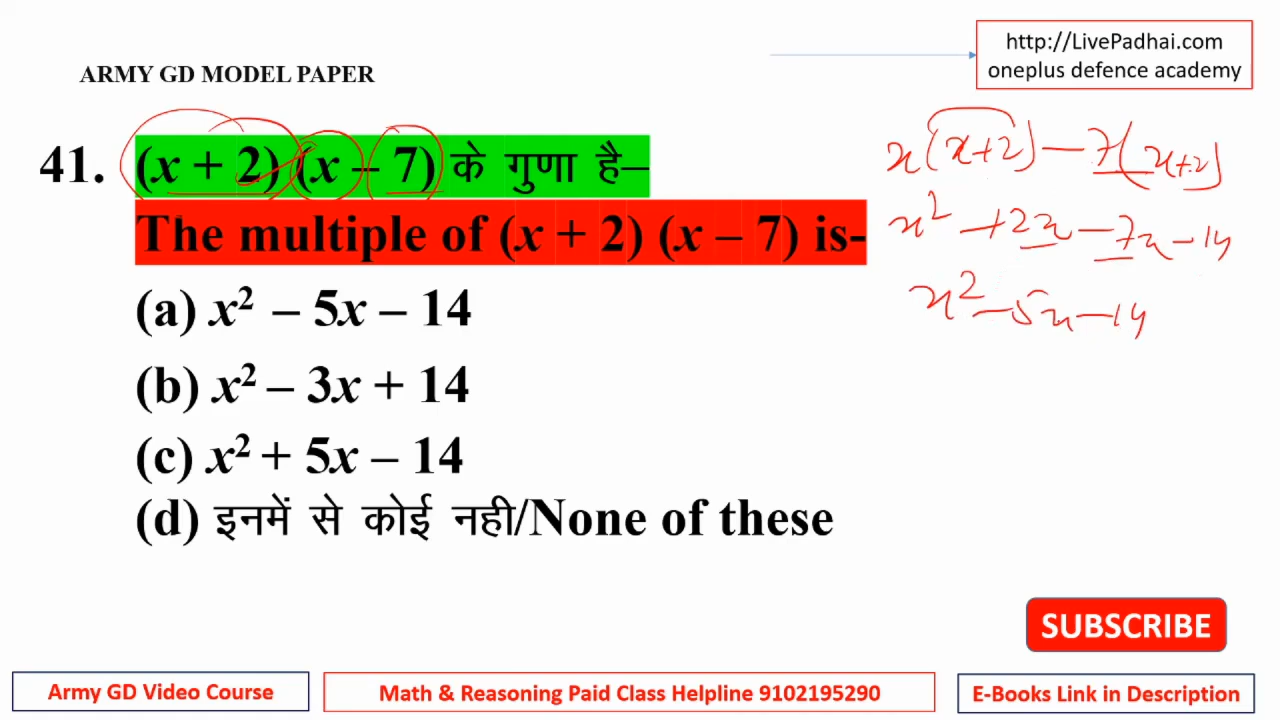 http://LivePadhai.com
oneplus defence academy
ARMY GD MODEL PAPER
41. (x + 2) (x – 7) के गुणा है–
The multiple of (x + 2) (x – 7) is-
(a) x² – 5x – 14
(b) x² – 3x + 14
(c) x² + 5x – 14
(d) इनमें से कोई नही/None of these
x(x+2) – 7(x+2)
x² +2x – 7x – 14
x² – 5x – 14
SUBSCRIBE
Army GD Video Course
Math & Reasoning Paid Class Helpline 9102195290
E-Books Link in Description